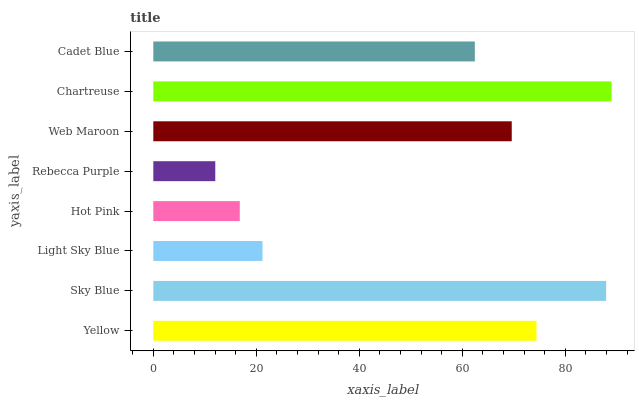 title
Cadet Blue
Chartreuse
Web Maroon
Rebecca Purple
Hot Pink
Light Sky Blue
Sky Blue
Yellow
yaxis_label
0 20 40 60 80
xaxis_label